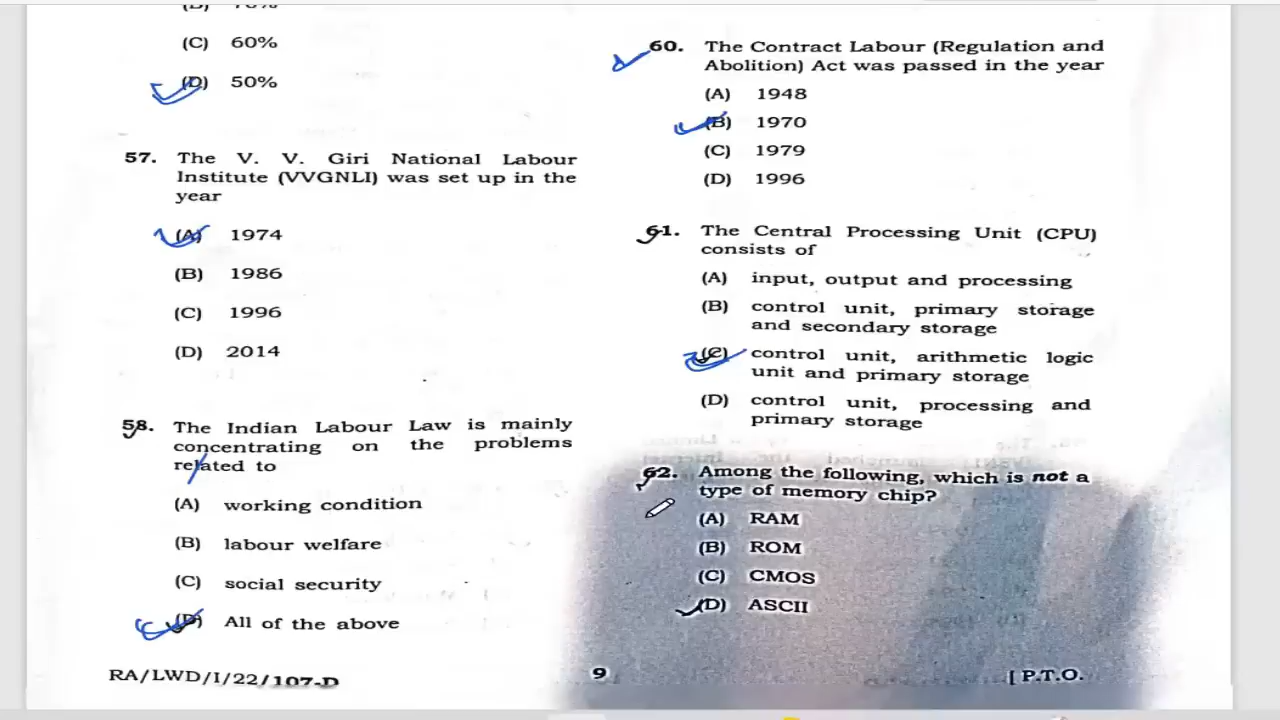 (C) 60%
(D) 50%
57. The V. V. Giri National Labour
Institute (VVGNLI) was set up in the
year
(A) 1974
(B) 1986
(C) 1996
(D) 2014
58. The Indian Labour Law is mainly
concentrating on the problems
related to
(A) working condition
(B) labour welfare
(C) social security
(D) All of the above
RA/LWD/I/22/107-D
60. The Contract Labour (Regulation and
Abolition) Act was passed in the year
(A) 1948
(B) 1970
(C) 1979
(D) 1996
61. The Central Processing Unit (CPU)
consists of
(A) input, output and processing
(B) control unit, primary storage
and secondary storage
(C) control unit, arithmetic logic
unit and primary storage
(D) control unit, processing and
primary storage
62. Among the following, which is not a
type of memory chip?
(A) RAM
(B) ROM
(C) CMOS
(D) ASCII
9
[ P.T.O.